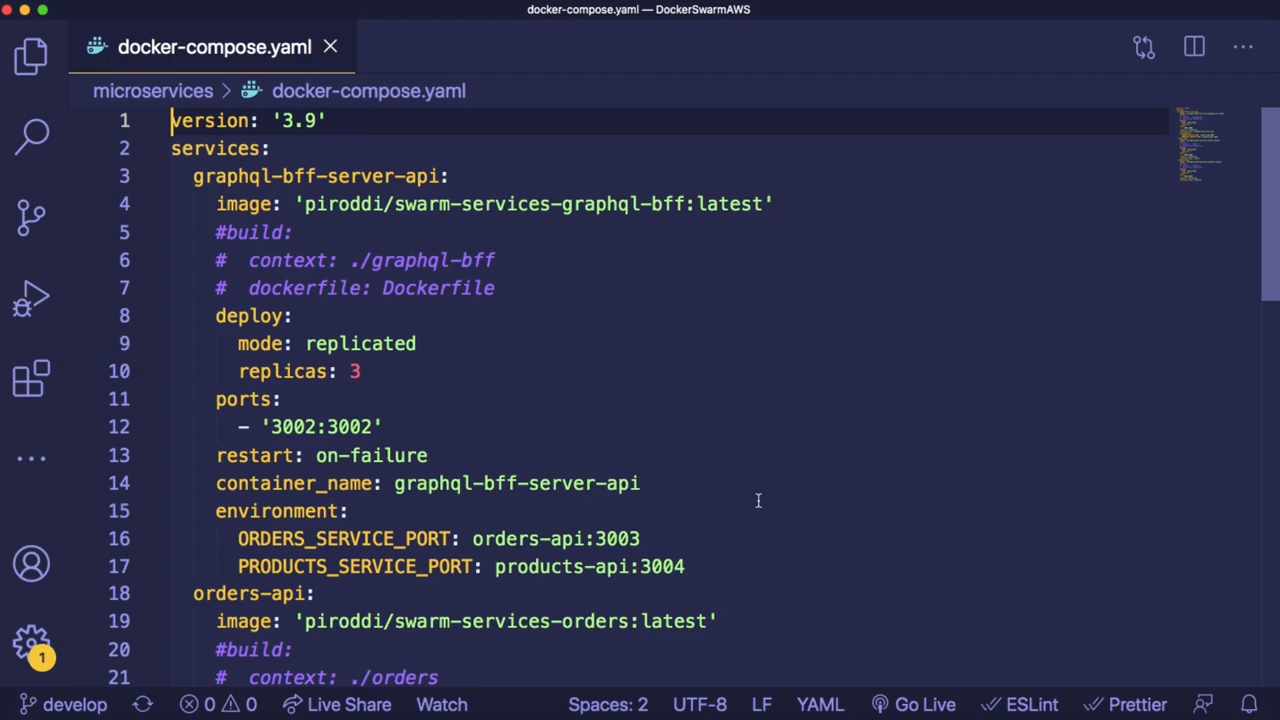 docker-compose.yaml — DockerSwarmAWS
docker-compose.yaml
microservices > docker-compose.yaml
1 version: '3.9'
2 services:
3 graphql-bff-server-api:
4 image: 'piroddi/swarm-services-graphql-bff:latest'
5 #build:
6 # context: ./graphql-bff
7 # dockerfile: Dockerfile
8 deploy:
9 mode: replicated
10 replicas: 3
11 ports:
12 - '3002:3002'
13 restart: on-failure
14 container_name: graphql-bff-server-api
15 environment:
16 ORDERS_SERVICE_PORT: orders-api:3003
17 PRODUCTS_SERVICE_PORT: products-api:3004
18 orders-api:
19 image: 'piroddi/swarm-services-orders:latest'
20 #build:
21 # context: ./orders
1
develop 0 0 Live Share Watch Spaces: 2 UTF-8 LF YAML Go Live ESLint Prettier